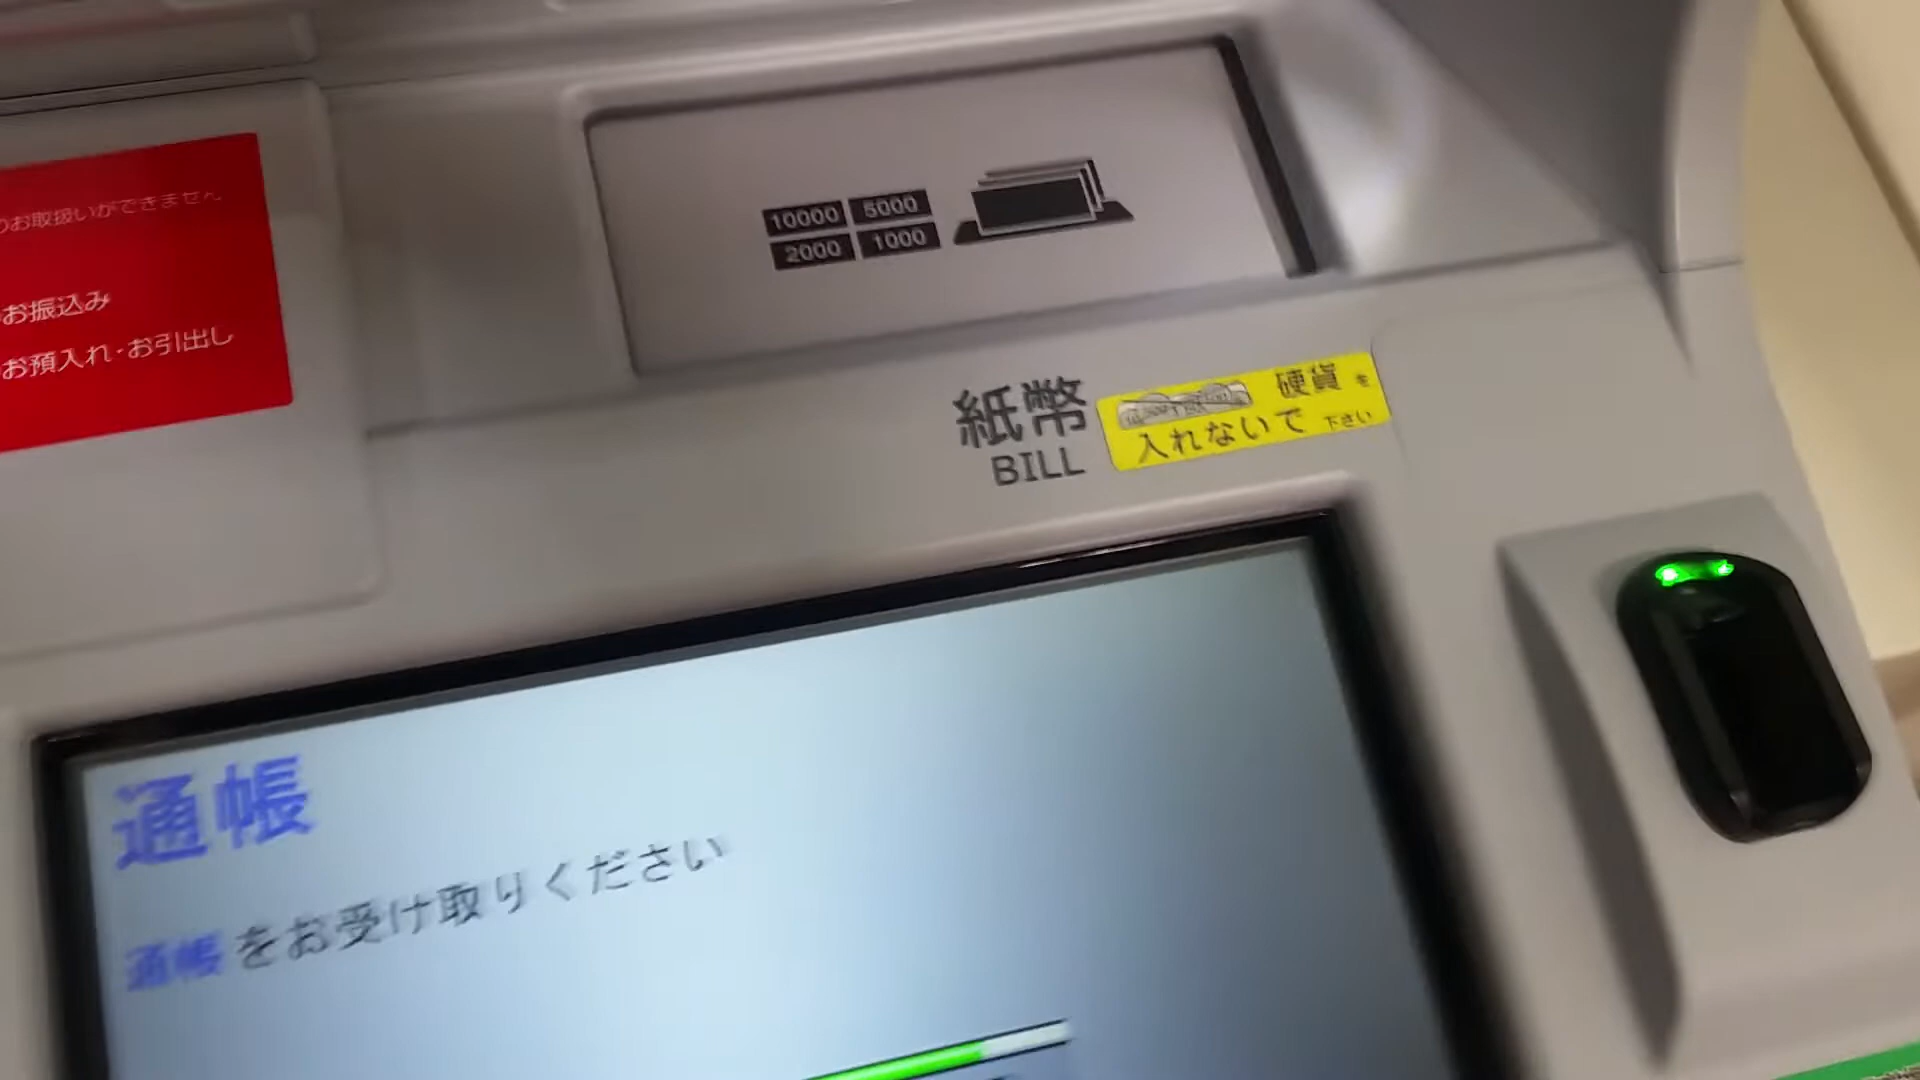 のお取扱いができません
お振込み
お預入れ・お引出し
10000 5000
2000 1000
紙幣
BILL
硬貨を
入れないで下さい
通帳
通帳をお受け取りください